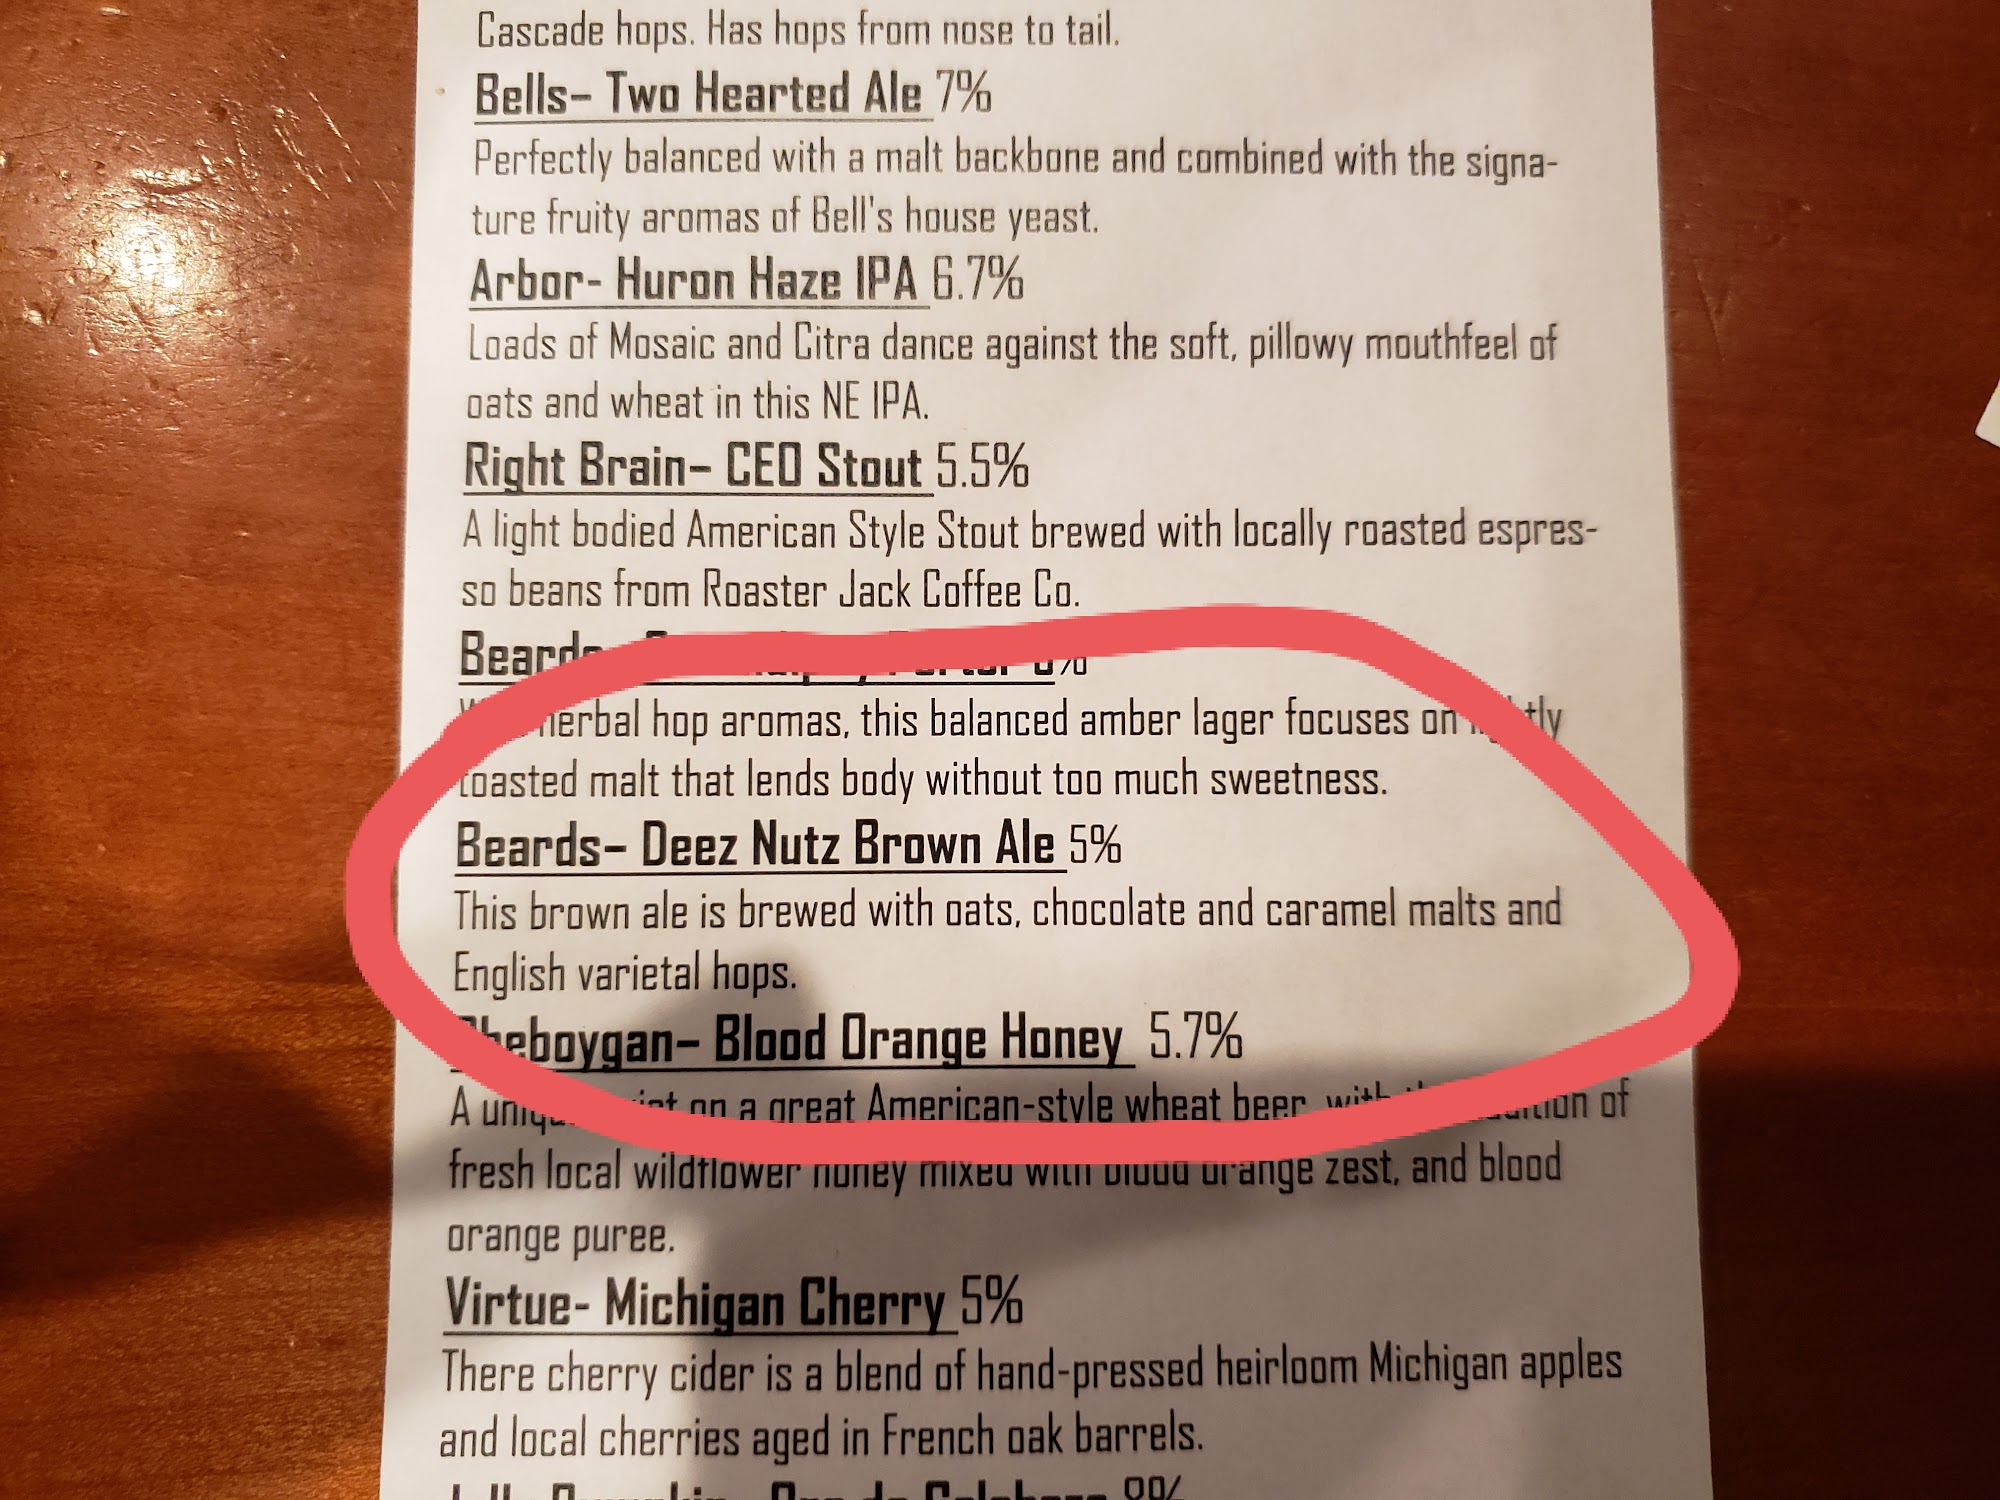 Cascade hops. Has hops from nose to tail.
Bells- Two Hearted Ale 7%
Perfectly balanced with a malt backbone and combined with the signa-
ture fruity aromas of Bell's house yeast.
Arbor- Huron Haze IPA 6.7%
Loads of Mosaic and Citra dance against the soft, pillowy mouthfeel of
oats and wheat in this NE IPA.
Right Brain- CEO Stout 5.5%
A light bodied American Style Stout brewed with locally roasted espres-
so beans from Roaster Jack Coffee Co.
Beards
herbal hop aromas, this balanced amber lager focuses on
toasted malt that lends body without too much sweetness.
Beards- Deez Nutz Brown Ale 5%
This brown ale is brewed with oats, chocolate and caramel malts and
English varietal hops.
Sheboygan- Blood Orange Honey 5.7%
A on a great American-style wheat beer, with of
fresh local wildflower honey mixed with blood orange zest, and blood
orange puree.
Virtue- Michigan Cherry 5%
There cherry cider is a blend of hand-pressed heirloom Michigan apples
and local cherries aged in French oak barrels.